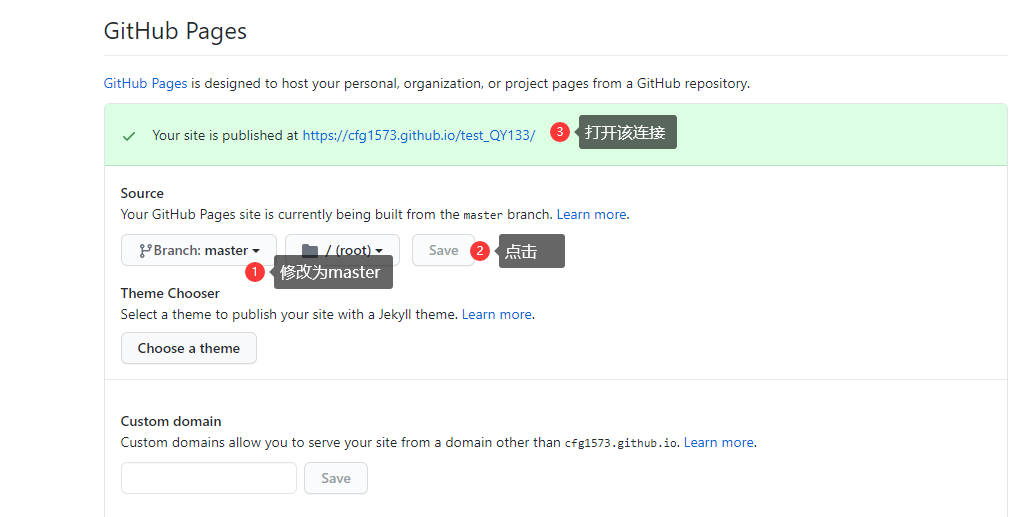 GitHub Pages
GitHub Pages is designed to host your personal, organization, or project pages from a GitHub repository.
Your site is published at https://cfg1573.github.io/test_QY133/ 3 打开该连接
Source
Your GitHub Pages site is currently being built from the master branch. Learn more.
Branch: master / (root) Save 2 点击
1 修改为master
Theme Chooser
Select a theme to publish your site with a Jekyll theme. Learn more.
Choose a theme
Custom domain
Custom domains allow you to serve your site from a domain other than cfg1573.github.io. Learn more.
Save